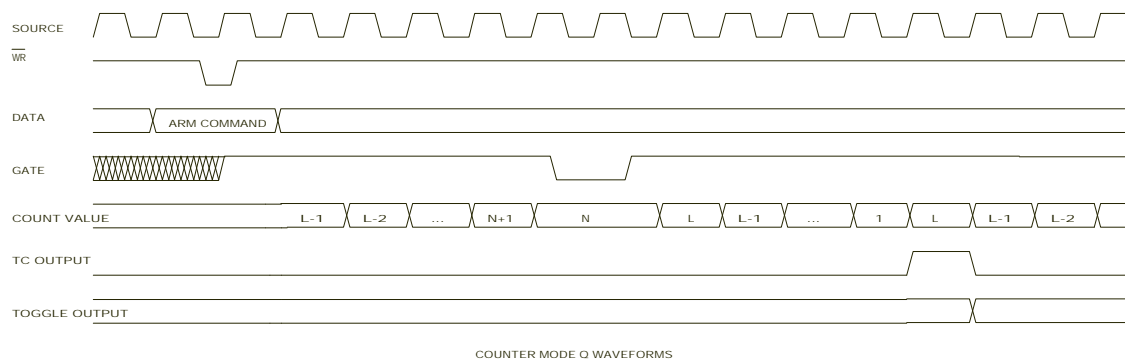 SOURCE
WR
DATA
ARM COMMAND
GATE
COUNT VALUE L-1 L-2 ... N+1 N L L-1 ... 1 L L-1 L-2
TC OUTPUT
TOGGLE OUTPUT
COUNTER MODE Q WAVEFORMS